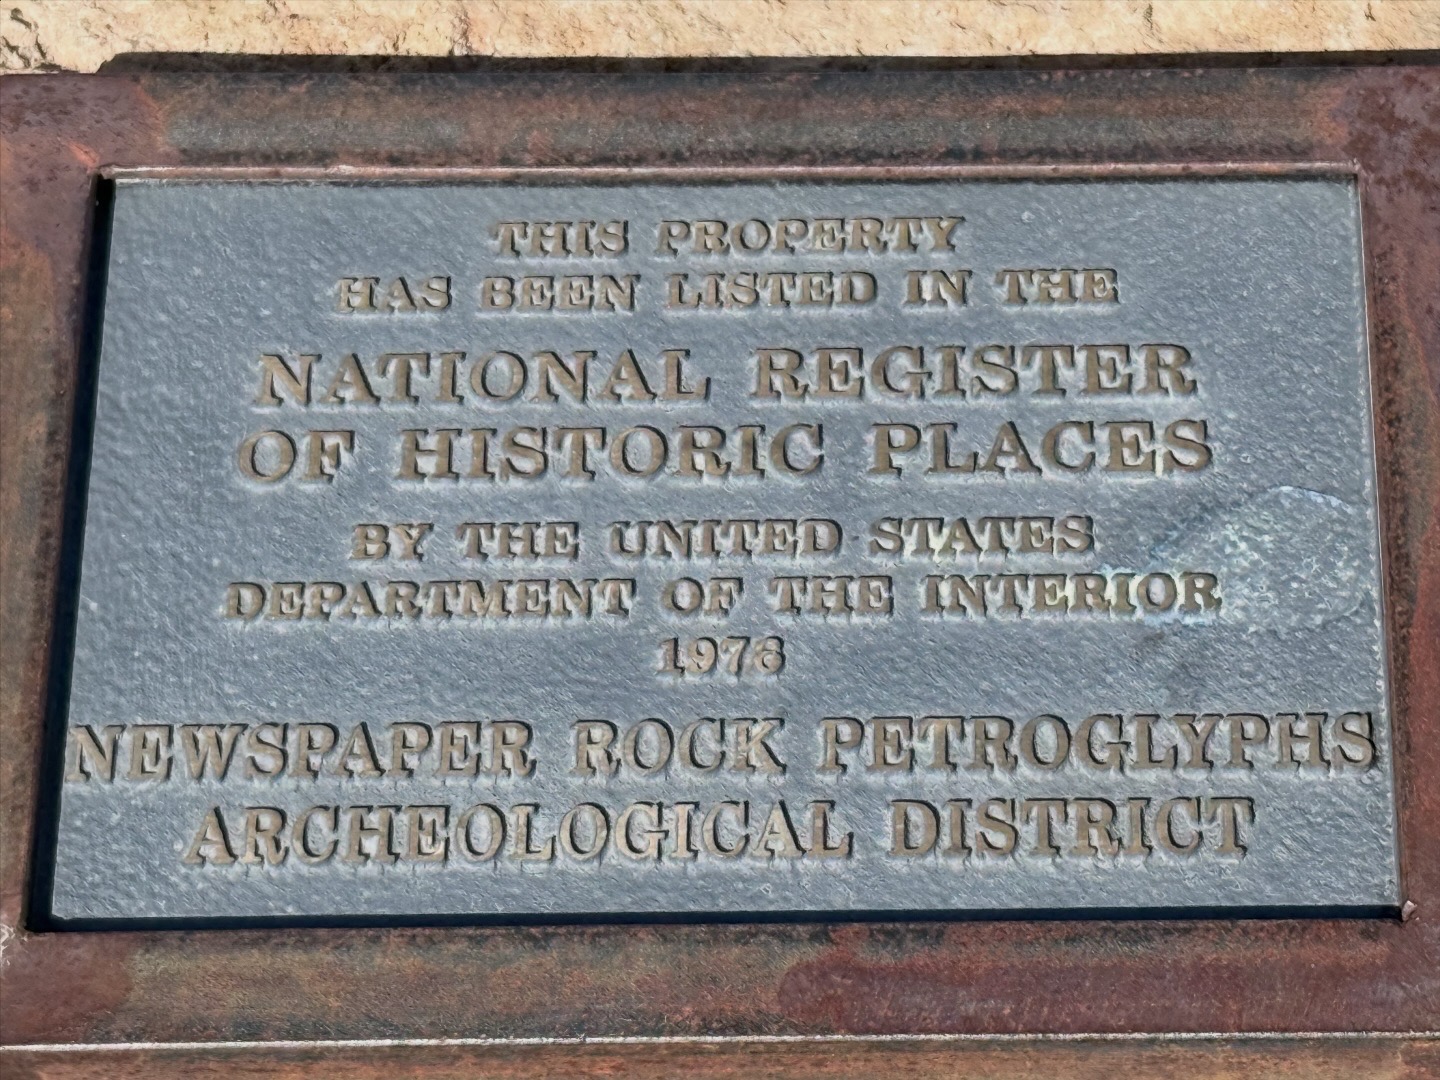 THIS PROPERTY
HAS BEEN LISTED IN THE
NATIONAL REGISTER
OF HISTORIC PLACES
BY THE UNITED STATES
DEPARTMENT OF THE INTERIOR
1976
NEWSPAPER ROCK PETROGLYPHS
ARCHEOLOGICAL DISTRICT